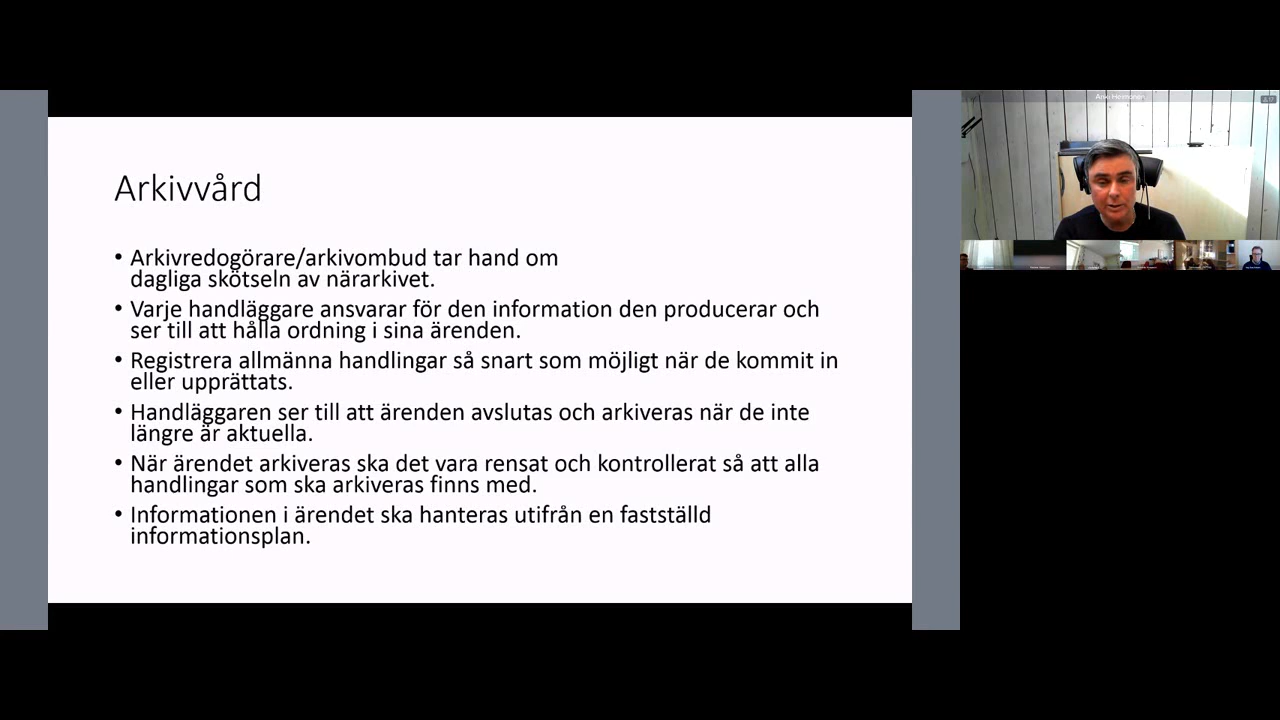 Arkivvård
• Arkivredogörare/arkivombud tar hand om
dagliga skötseln av närarkivet.
• Varje handläggare ansvarar för den information den producerar och
ser till att hålla ordning i sina ärenden.
• Registrera allmänna handlingar så snart som möjligt när de kommit in
eller upprättats.
• Handläggaren ser till att ärenden avslutas och arkiveras när de inte
längre är aktuella.
• När ärendet arkiveras ska det vara rensat och kontrollerat så att alla
handlingar som ska arkiveras finns med.
• Informationen i ärendet ska hanteras utifrån en fastställd
informationsplan.